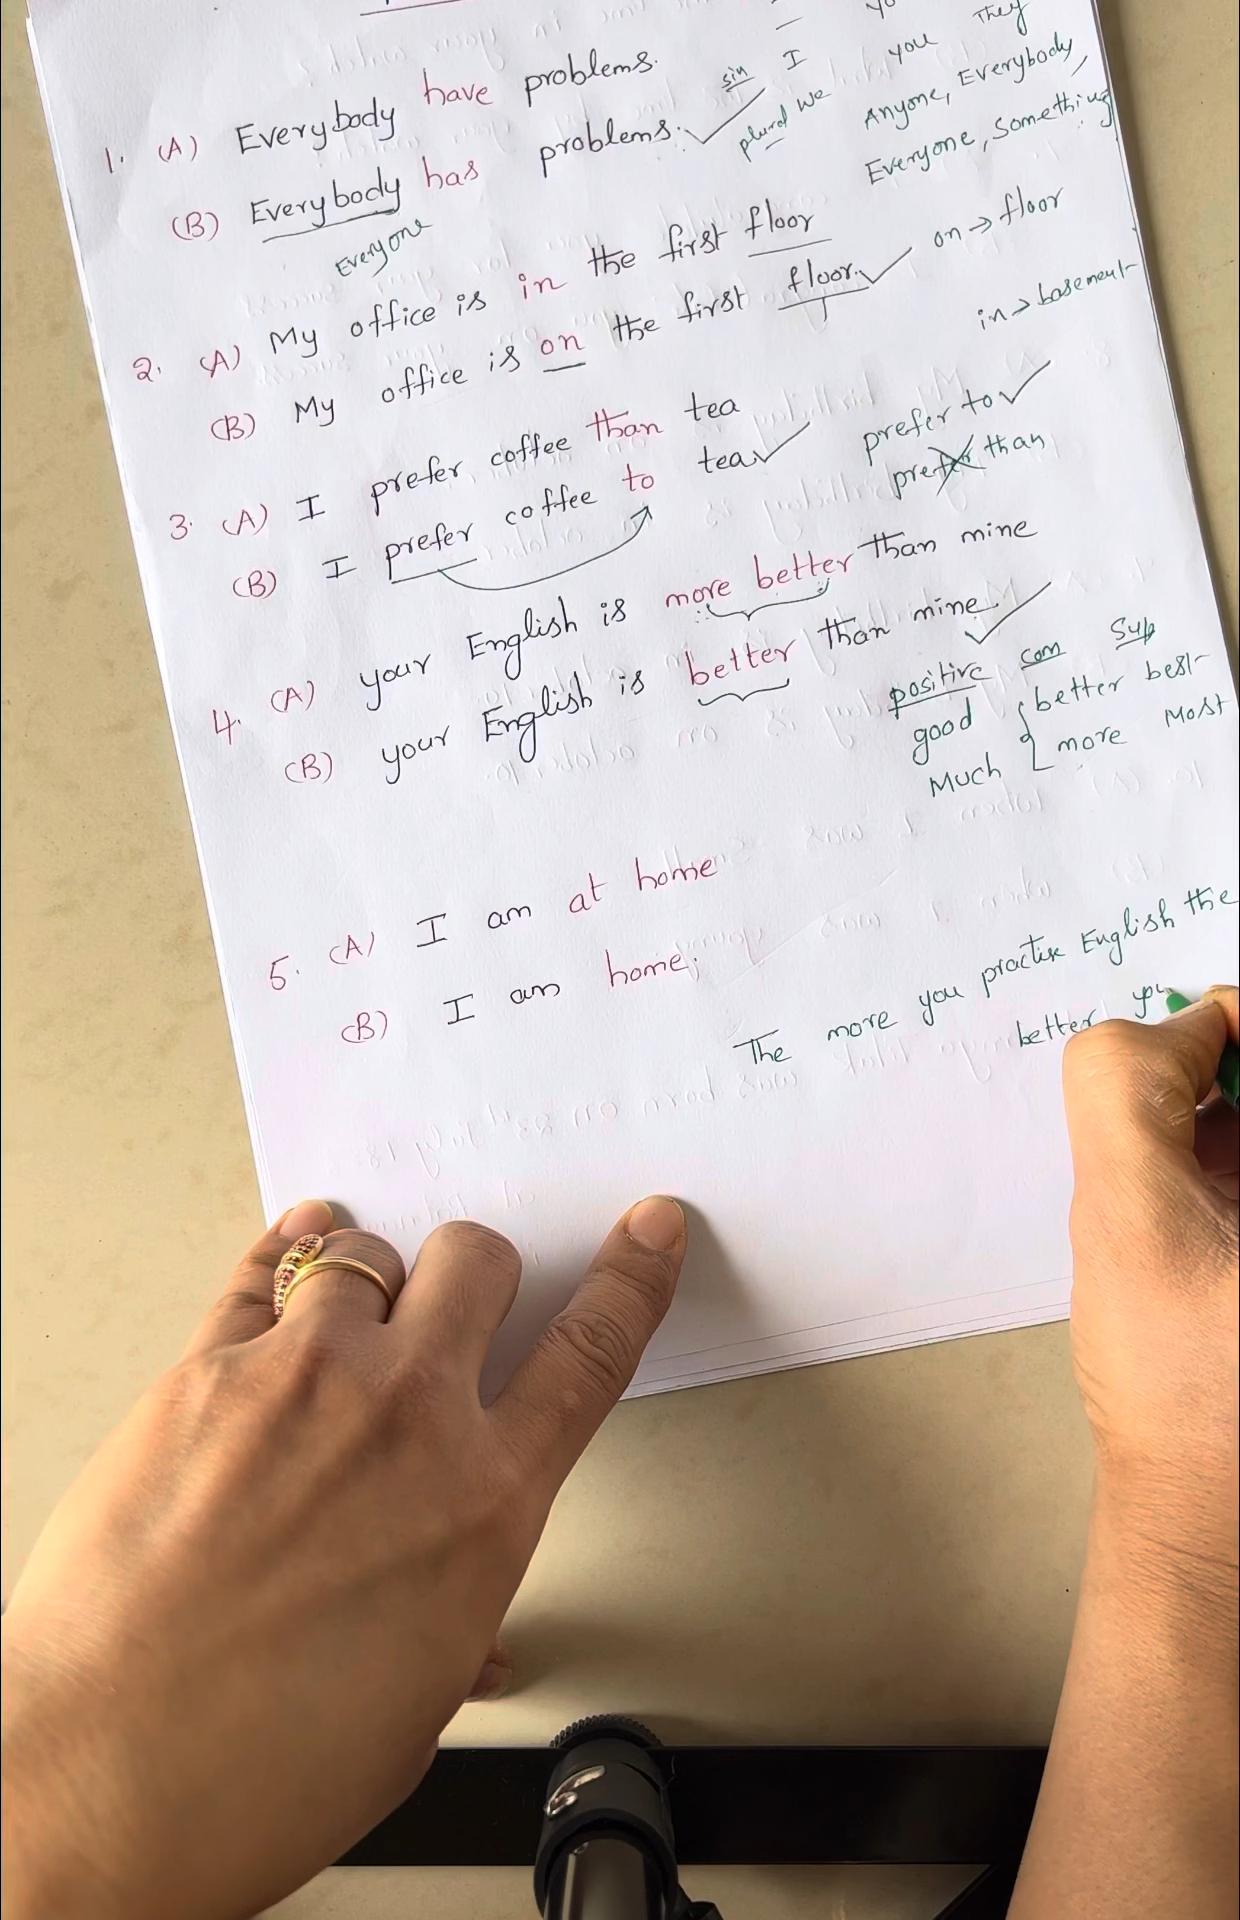 1. (A) Everybody have problems.
(B) Everybody has problems.
Everyone
sin I you They
plural We
Anyone, Everybody,
Everyone, Something
2. (A) My office is in the first floor
(B) My office is on the first floor.
on → floor
in → basement
3. (A) I prefer coffee than tea
(B) I prefer coffee to tea
prefer to
prefer than
4. (A) your English is more better than mine
(B) your English is better than mine
positive com Sup
good better best
Much more Most
5. (A) I am at home
(B) I am home.
The more you practise English the
better